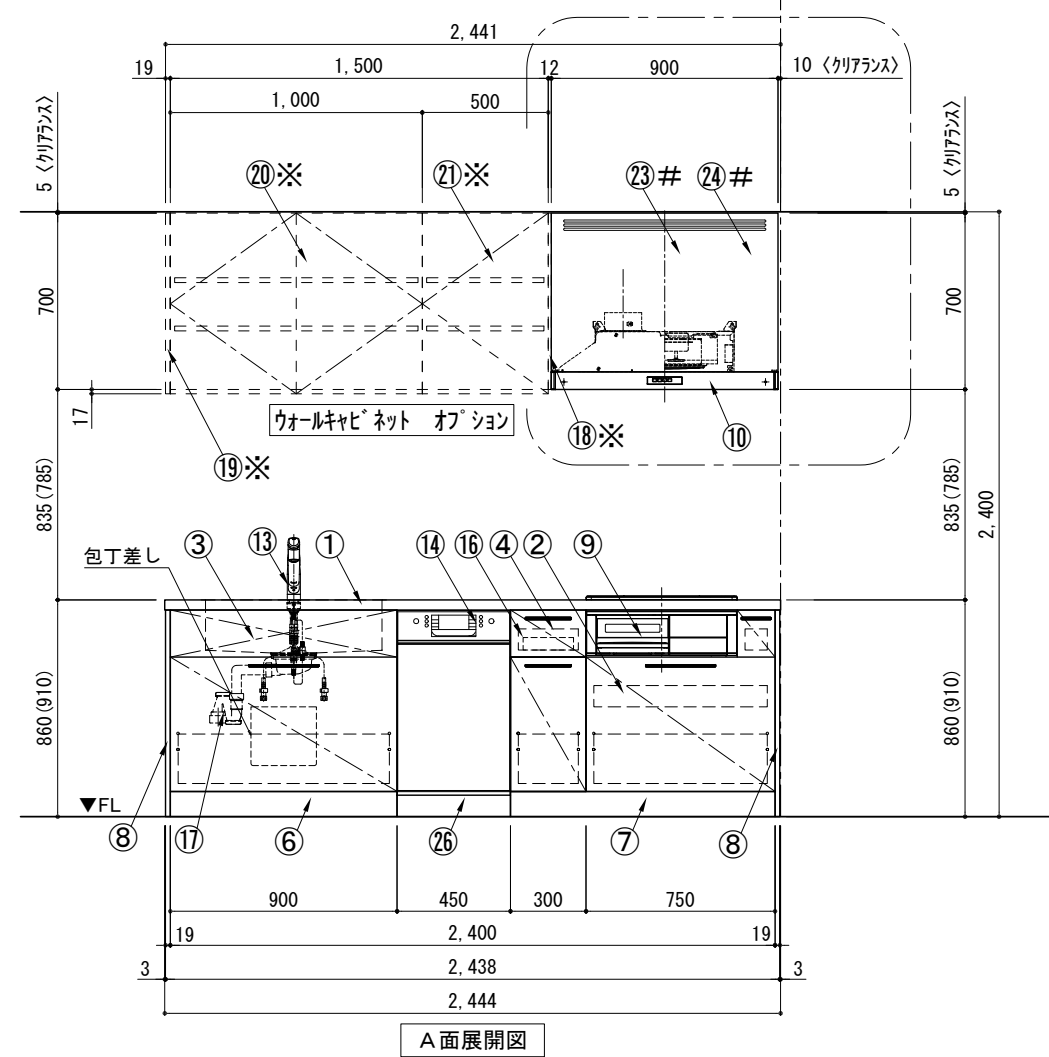 2,441
19 1,500 12 900 10 〈クリアランス〉
1,000 500
5 〈クリアランス〉
5 〈クリアランス〉
⑳※ ㉑※ ㉓# ㉔#
700
700
17
ウォールキャビネット オプション
⑱※ ⑩
⑲※
835(785)
835(785)
2,400
包丁差し ③ ⑬ ① ⑭ ⑯ ④ ② ⑨
860(910)
860(910)
▼FL
⑧ ⑰ ⑥ ㉖ ⑦ ⑧
900 450 300 750
19 2,400 19
3 2,438 3
2,444
A面展開図